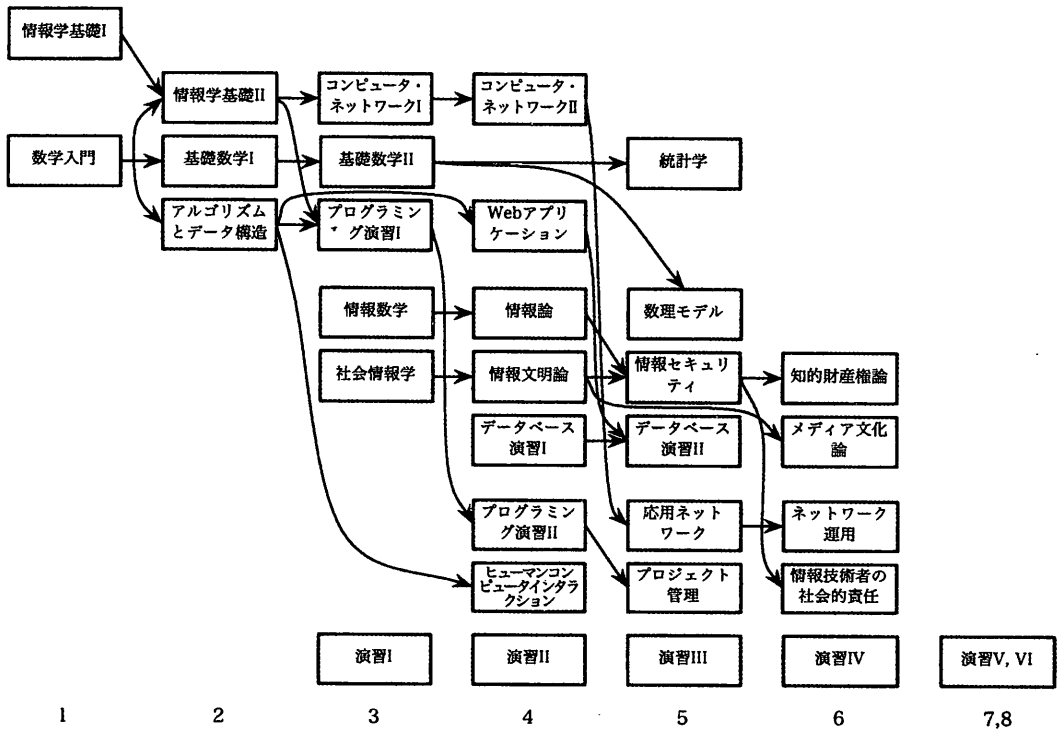 情報学基礎I
情報学基礎II
コンピュータ・
ネットワークI
コンピュータ・
ネットワークII
数学入門
基礎数学I
基礎数学II
統計学
アルゴリズム
とデータ構造
プログラミン
グ演習I
Webアプリ
ケーション
情報数学
情報論
数理モデル
社会情報学
情報文明論
情報セキュリ
ティ
知的財産権論
データベース
演習I
データベース
演習II
メディア文化
論
プログラミン
グ演習II
応用ネット
ワーク
ネットワーク
運用
ヒューマンコン
ピュータインタラ
クション
プロジェクト
管理
情報技術者の
社会的責任
演習I
演習II
演習III
演習IV
演習V, VI
1
2
3
4
5
6
7,8